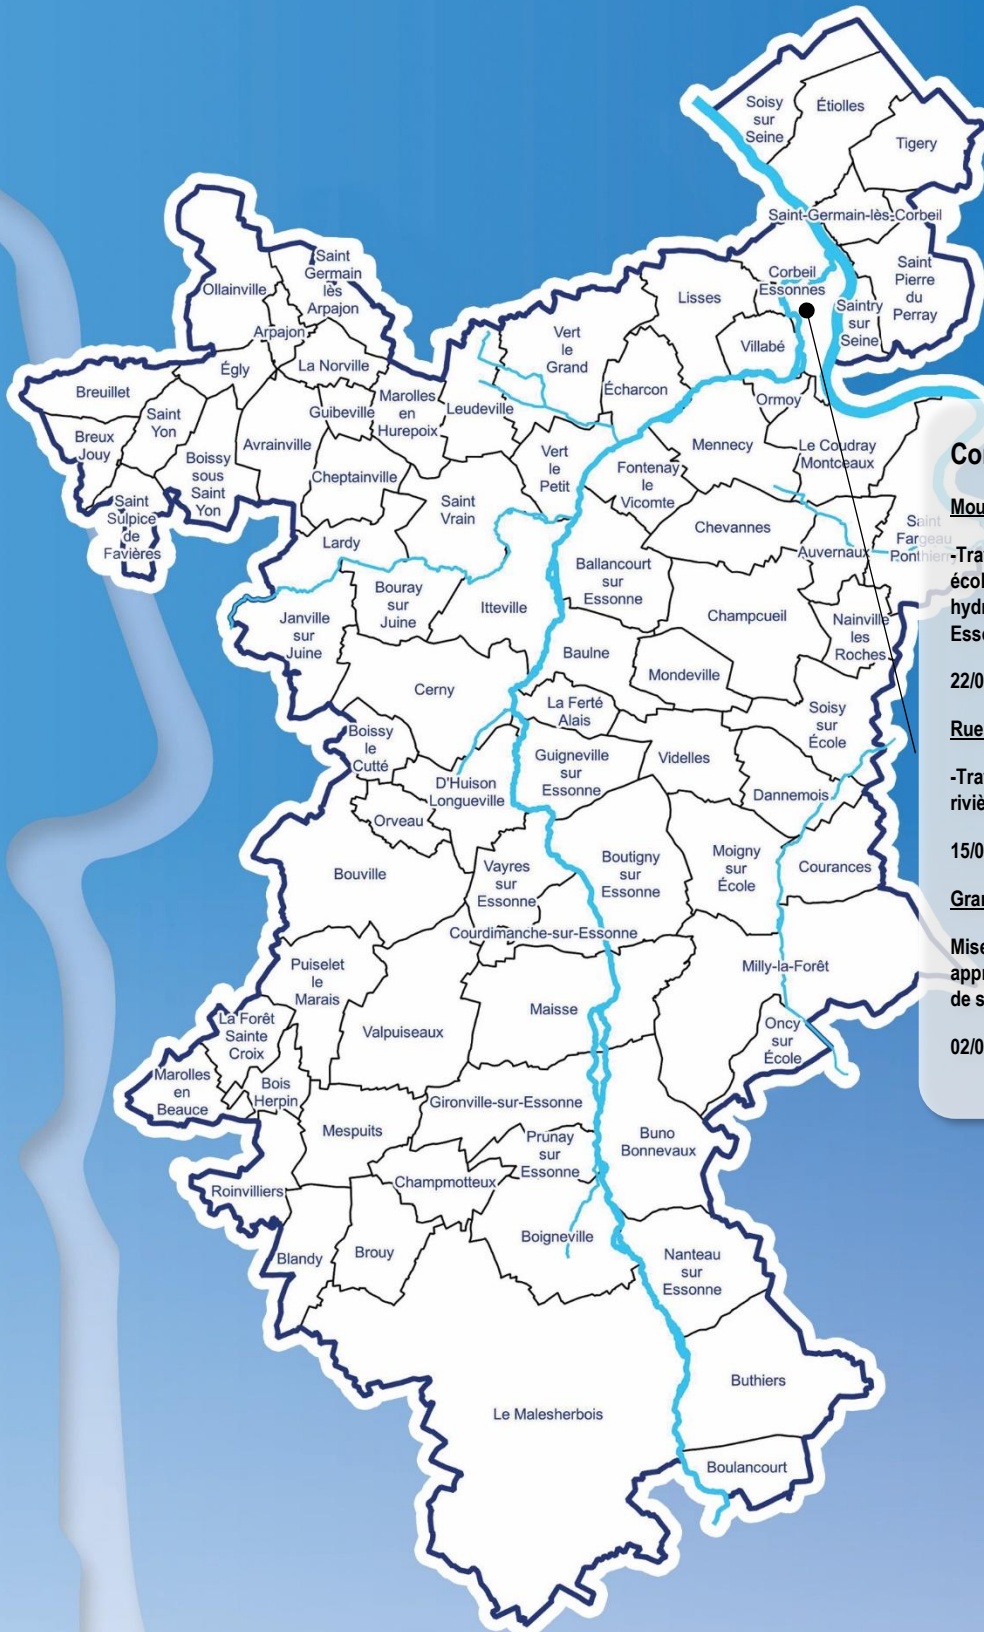 Soisy
sur
Seine
Étiolles
Tigery
Saint-Germain-lès-Corbeil
Saint
Pierre
du
Perray
Corbeil
Essonnes
Saintry
sur
Seine
Lisses
Villabé
Ormoy
Saint
Germain
lès
Arpajon
Ollainville
Arpajon
La Norville
Égly
Breuillet
Saint
Yon
Breux
Jouy
Boissy
sous
Saint
Yon
Saint
Sulpice
de
Favières
Avrainville
Guibeville
Cheptainville
Marolles
en
Hurepoix
Leudeville
Vert
le
Grand
Écharcon
Vert
le
Petit
Fontenay
le
Vicomte
Mennecy
Le Coudray
Montceaux
Saint
Vrain
Lardy
Bouray
sur
Juine
Janville
sur
Juine
Itteville
Ballancourt
sur
Essonne
Chevannes
Auvernaux
Saint
Fargeau
Ponthierry
Champcueil
Nainville
les
Roches
Baulne
Mondeville
Cerny
La Ferté
Alais
Soisy
sur
École
Boissy
le
Cutté
D'Huison
Longueville
Guigneville
sur
Essonne
Videlles
Dannemois
Orveau
Bouville
Vayres
sur
Essonne
Boutigny
sur
Essonne
Moigny
sur
École
Courances
Courdimanche-sur-Essonne
Milly-la-Forêt
Puiselet
le
Marais
Valpuiseaux
Maisse
Oncy
sur
École
La Forêt
Sainte
Croix
Marolles
en
Beauce
Bois
Herpin
Mespuits
Gironville-sur-Essonne
Prunay
sur
Essonne
Buno
Bonnevaux
Champmotteux
Roinvilliers
Blandy
Brouy
Boigneville
Nanteau
sur
Essonne
Buthiers
Le Malesherbois
Boulancourt
Co
Mou
-Tra
écol
hydr
Ess
22/0
Rue
-Tra
riviè
15/0
Gran
Mise
appr
de s
02/0